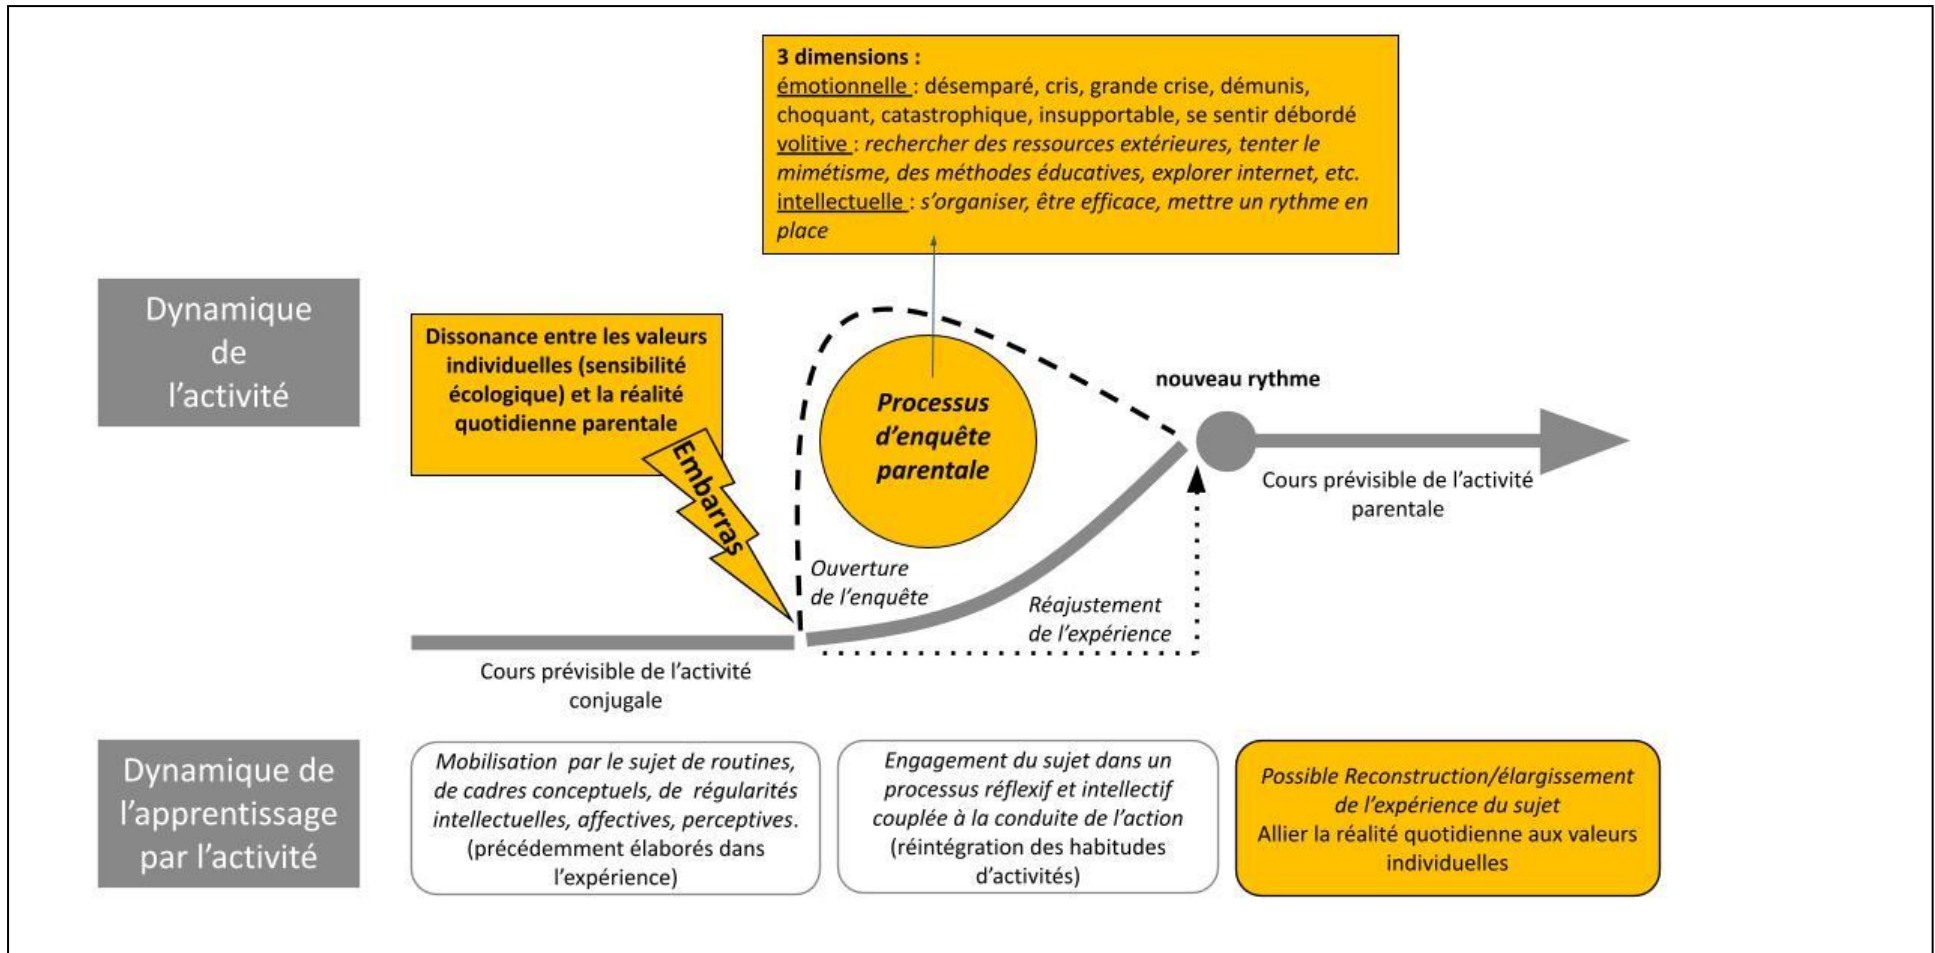 3 dimensions :
émotionnelle : désemparé, cris, grande crise, démunis,
choquant, catastrophique, insupportable, se sentir débordé
volitive : rechercher des ressources extérieures, tenter le
mimétisme, des méthodes éducatives, explorer internet, etc.
intellectuelle : s’organiser, être efficace, mettre un rythme en
place
Dynamique
de
l’activité
Dissonance entre les valeurs
individuelles (sensibilité
écologique) et la réalité
quotidienne parentale
Embarras
Processus
d’enquête
parentale
nouveau rythme
Cours prévisible de l’activité
parentale
Ouverture
de l’enquête
Réajustement
de l’expérience
Cours prévisible de l’activité
conjugale
Dynamique de
l’apprentissage
par l’activité
Mobilisation par le sujet de routines,
de cadres conceptuels, de régularités
intellectuelles, affectives, perceptives.
(précédemment élaborés dans
l’expérience)
Engagement du sujet dans un
processus réflexif et intellectif
couplée à la conduite de l’action
(réintégration des habitudes
d’activités)
Possible Reconstruction/élargissement
de l’expérience du sujet
Allier la réalité quotidienne aux valeurs
individuelles